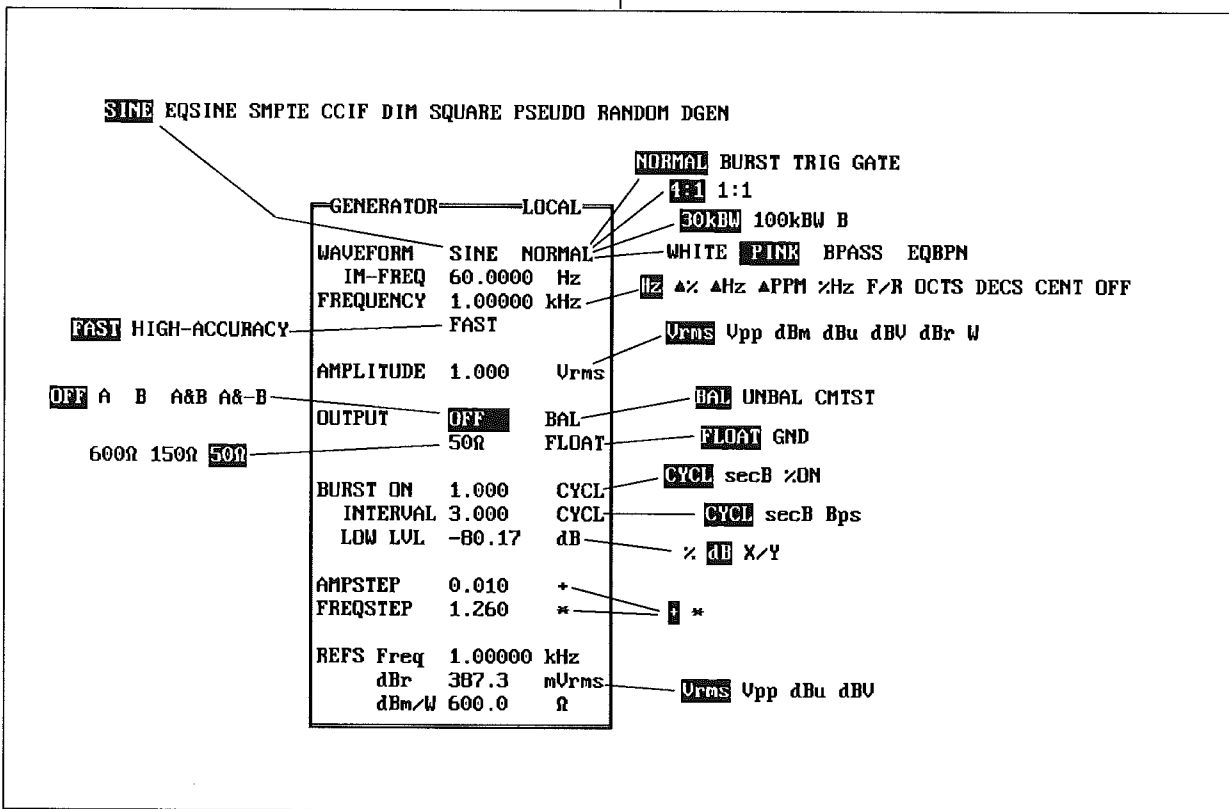 SINE EQSINE SMPTE CCIF DIM SQUARE PSEUDO RANDOM DGEN
NORMAL BURST TRIG GATE
4:1 1:1
GENERATOR LOCAL
30kBW 100kBW B
WAVEFORM SINE NORMAL
WHITE PINK BPASS EQBPN
IM-FREQ 60.0000 Hz
Hz ▲% ▲Hz ▲PPM %Hz F/R OCTS DECS CENT OFF
FREQUENCY 1.00000 kHz
FAST HIGH-ACCURACY
FAST
Vrms Vpp dBm dBu dBV dBr W
AMPLITUDE 1.000 Vrms
OFF A B A&B A&-B
BAL UNBAL CMTST
OUTPUT OFF BAL
50Ω FLOAT
FLOAT GND
600Ω 150Ω 50Ω
CYCL secB %ON
BURST ON 1.000 CYCL
INTERVAL 3.000 CYCL
CYCL secB Bps
LOW LVL -80.17 dB
% dB X/Y
AMPSTEP 0.010 +
FREQSTEP 1.260 *
+ *
REFS Freq 1.00000 kHz
dBr 387.3 mVrms
Vrms Vpp dBu dBV
dBm/W 600.0 Ω